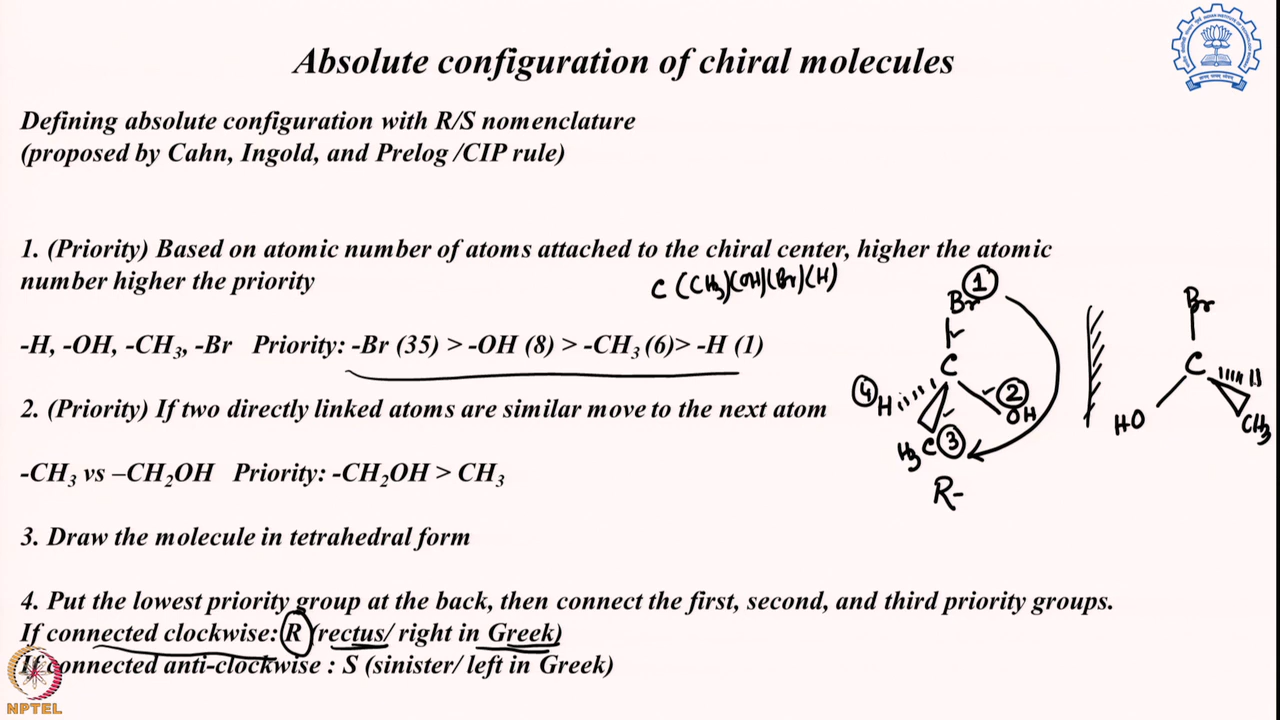 Absolute configuration of chiral molecules
Defining absolute configuration with R/S nomenclature
(proposed by Cahn, Ingold, and Prelog /CIP rule)
1. (Priority) Based on atomic number of atoms attached to the chiral center, higher the atomic
number higher the priority
C (CH3)(OH)(Br)(H)
-H, -OH, -CH3, -Br Priority: -Br (35) > -OH (8) > -CH3 (6)> -H (1)
2. (Priority) If two directly linked atoms are similar move to the next atom
-CH3 vs –CH2OH Priority: -CH2OH > CH3
3. Draw the molecule in tetrahedral form
4. Put the lowest priority group at the back, then connect the first, second, and third priority groups.
If connected clockwise: R (rectus/ right in Greek)
If connected anti-clockwise : S (sinister/ left in Greek)
Br 1
C
4 H
2 OH
H3C 3
R-
Br
C
H
HO
CH3
NPTEL